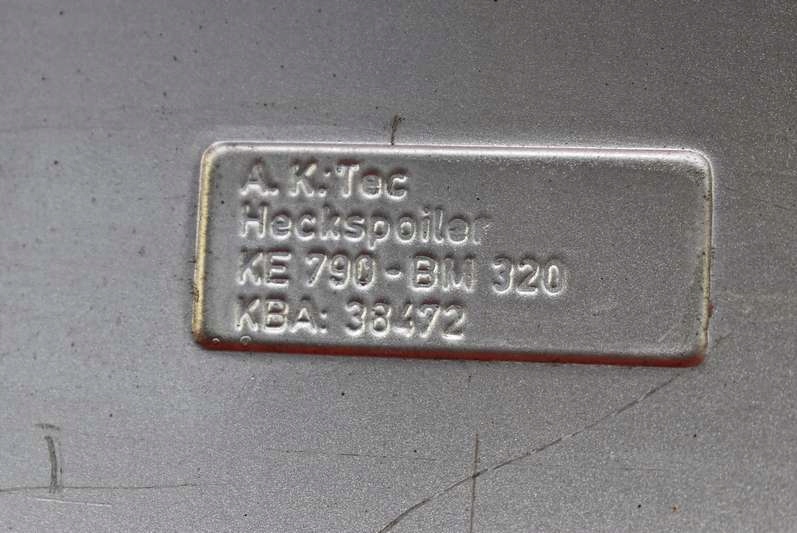 A. K. Tec
Heckspoiler
KE 790 - BM 320
KBA: 38472